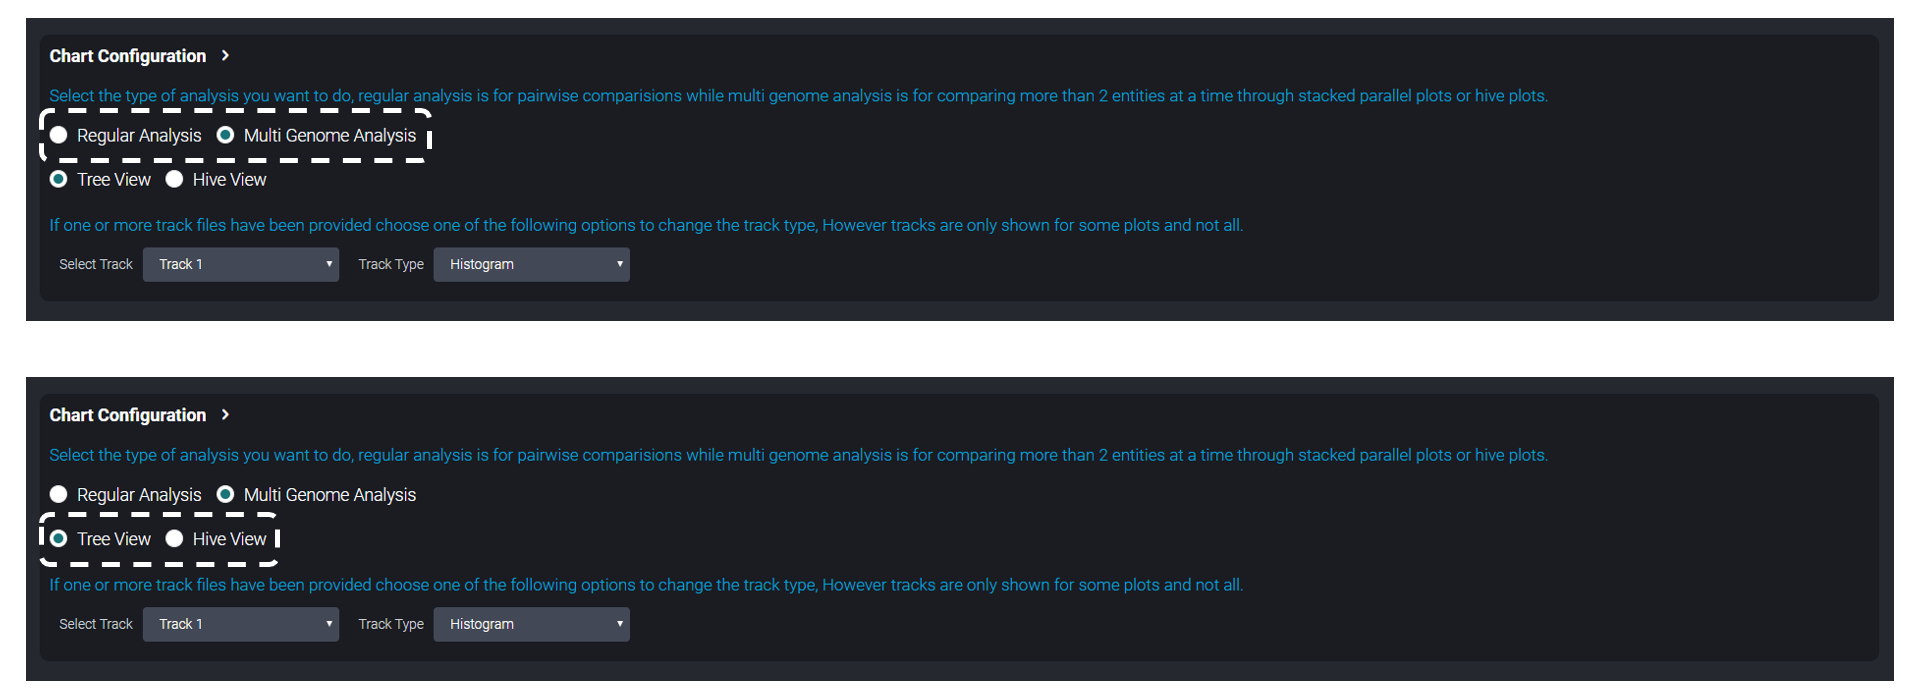 Chart Configuration >
Select the type of analysis you want to do, regular analysis is for pairwise comparisions while multi genome analysis is for comparing more than 2 entities at a time through stacked parallel plots or hive plots.
Regular Analysis Multi Genome Analysis
Tree View Hive View
If one or more track files have been provided choose one of the following options to change the track type, However tracks are only shown for some plots and not all.
Select Track Track 1 Track Type Histogram
Chart Configuration >
Select the type of analysis you want to do, regular analysis is for pairwise comparisions while multi genome analysis is for comparing more than 2 entities at a time through stacked parallel plots or hive plots.
Regular Analysis Multi Genome Analysis
Tree View Hive View
If one or more track files have been provided choose one of the following options to change the track type, However tracks are only shown for some plots and not all.
Select Track Track 1 Track Type Histogram